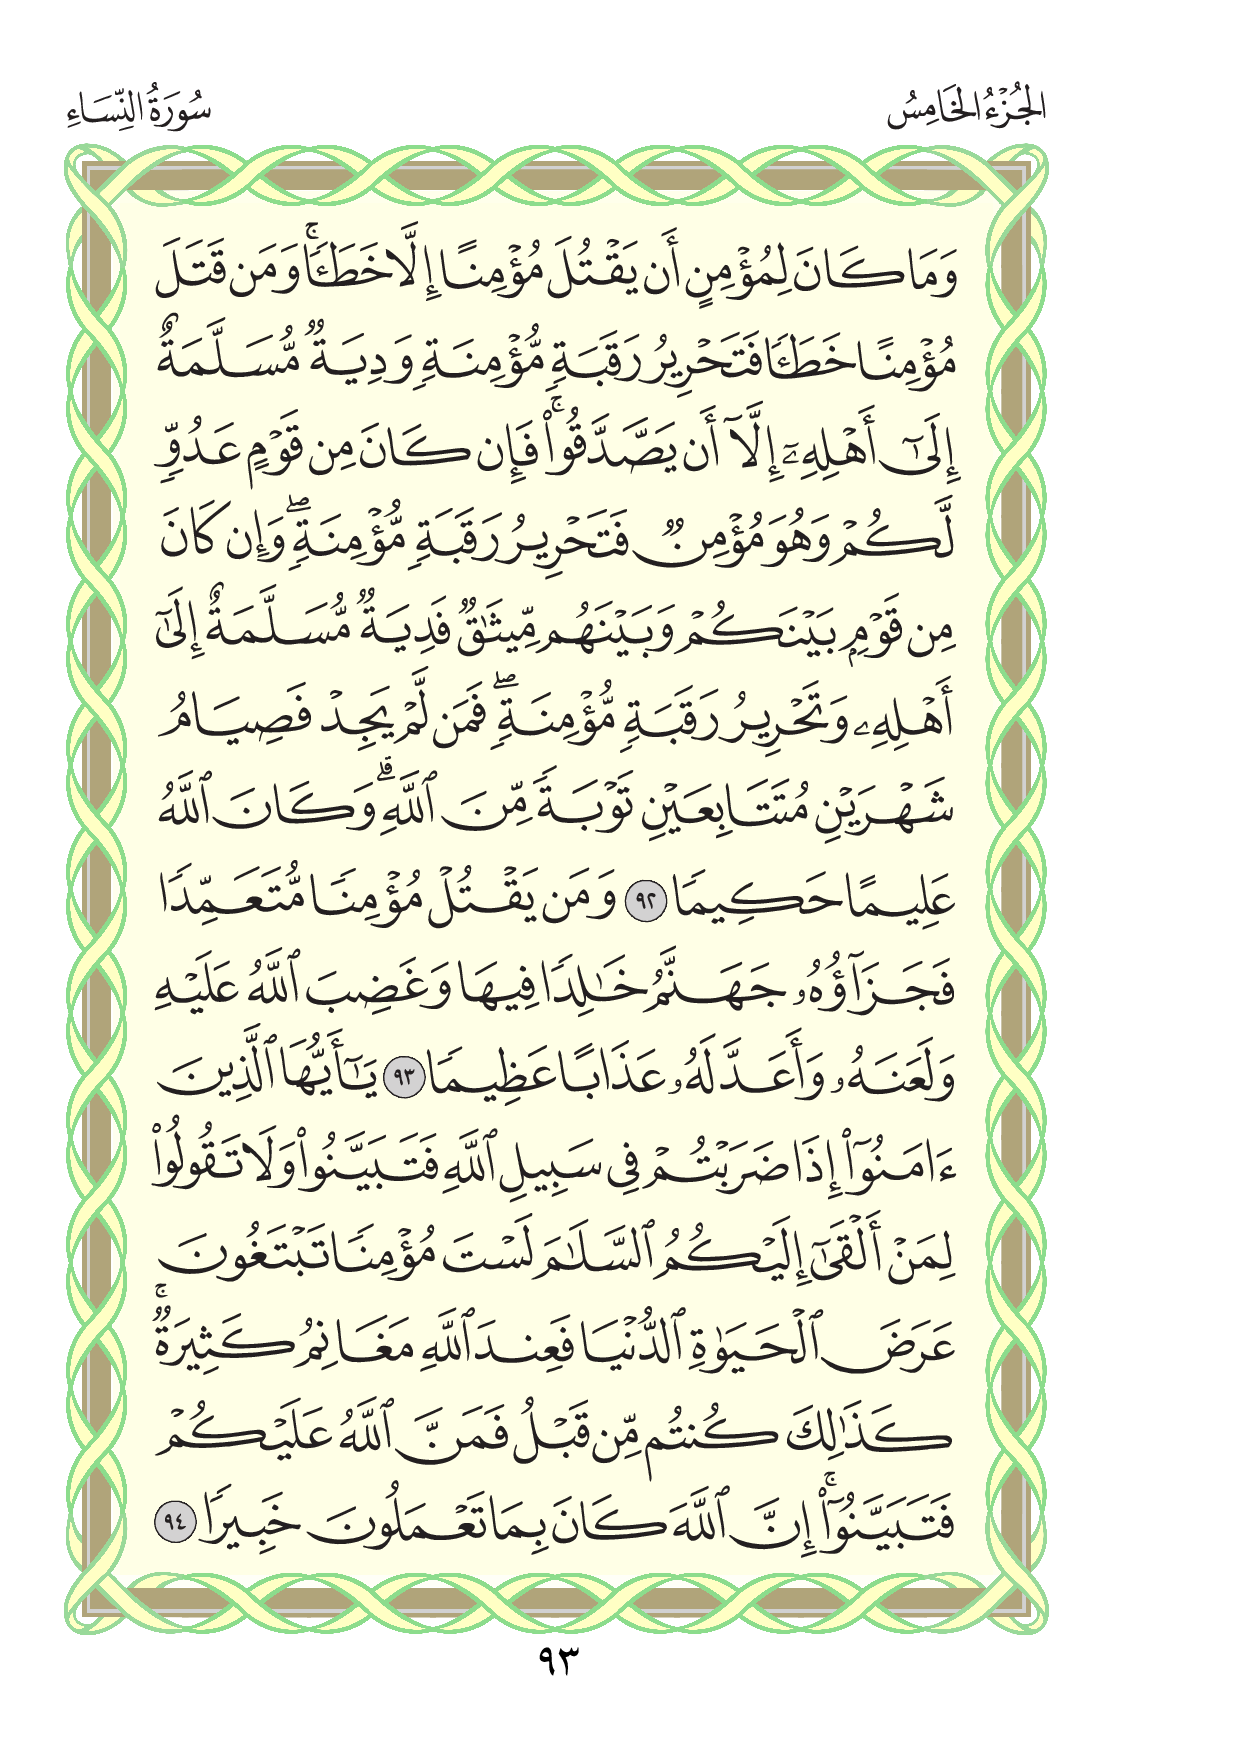 الجُزْءُ الخَامِسُ
سُورَةُ النِّسَاءِ
وَمَا كَانَ لِمُؤۡمِنٍ أَن يَقۡتُلَ مُؤۡمِنًا إِلَّا خَطَـٔٗاۚ وَمَن قَتَلَ
مُؤۡمِنًا خَطَـٔٗا فَتَحۡرِيرُ رَقَبَةٖ مُّؤۡمِنَةٖ وَدِيَةٞ مُّسَلَّمَةٌ
إِلَىٰٓ أَهۡلِهِۦٓ إِلَّآ أَن يَصَّدَّقُواْۚ فَإِن كَانَ مِن قَوۡمٍ عَدُوّٖ
لَّكُمۡ وَهُوَ مُؤۡمِنٞ فَتَحۡرِيرُ رَقَبَةٖ مُّؤۡمِنَةٖۖ وَإِن كَانَ
مِن قَوۡمِۭ بَيۡنَكُمۡ وَبَيۡنَهُم مِّيثَٰقٞ فَدِيَةٞ مُّسَلَّمَةٌ إِلَىٰٓ
أَهۡلِهِۦ وَتَحۡرِيرُ رَقَبَةٖ مُّؤۡمِنَةٖۖ فَمَن لَّمۡ يَجِدۡ فَصِيَامُ
شَهۡرَيۡنِ مُتَتَابِعَيۡنِ تَوۡبَةٗ مِّنَ ٱللَّهِۗ وَكَانَ ٱللَّهُ
عَلِيمًا حَكِيمٗا ٩٢ وَمَن يَقۡتُلۡ مُؤۡمِنٗا مُّتَعَمِّدٗا
فَجَزَآؤُهُۥ جَهَنَّمُ خَٰلِدٗا فِيهَا وَغَضِبَ ٱللَّهُ عَلَيۡهِ
وَلَعَنَهُۥ وَأَعَدَّ لَهُۥ عَذَابًا عَظِيمٗا ٩٣ يَٰٓأَيُّهَا ٱلَّذِينَ
ءَامَنُوٓاْ إِذَا ضَرَبۡتُمۡ فِي سَبِيلِ ٱللَّهِ فَتَبَيَّنُواْ وَلَا تَقُولُواْ
لِمَنۡ أَلۡقَىٰٓ إِلَيۡكُمُ ٱلسَّلَٰمَ لَسۡتَ مُؤۡمِنٗا تَبۡتَغُونَ
عَرَضَ ٱلۡحَيَوٰةِ ٱلدُّنۡيَا فَعِندَ ٱللَّهِ مَغَانِمُ كَثِيرَةٞۚ
كَذَٰلِكَ كُنتُم مِّن قَبۡلُ فَمَنَّ ٱللَّهُ عَلَيۡكُمۡ
فَتَبَيَّنُوٓاْۚ إِنَّ ٱللَّهَ كَانَ بِمَا تَعۡمَلُونَ خَبِيرٗا ٩٤
٩٣